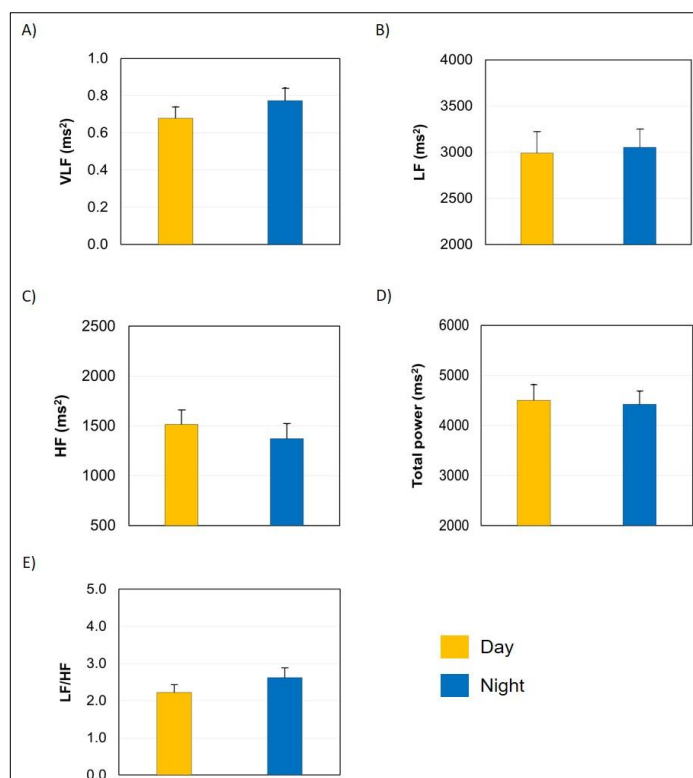 A)
1.0
0.8
0.6
0.4
0.2
0.0
VLF (ms²)
B)
4000
3500
3000
2500
2000
LF (ms²)
C)
2500
2000
1500
1000
500
HF (ms²)
D)
6000
5000
4000
3000
2000
Total power (ms²)
E)
5.0
4.0
3.0
2.0
1.0
0.0
LF/HF
Day
Night